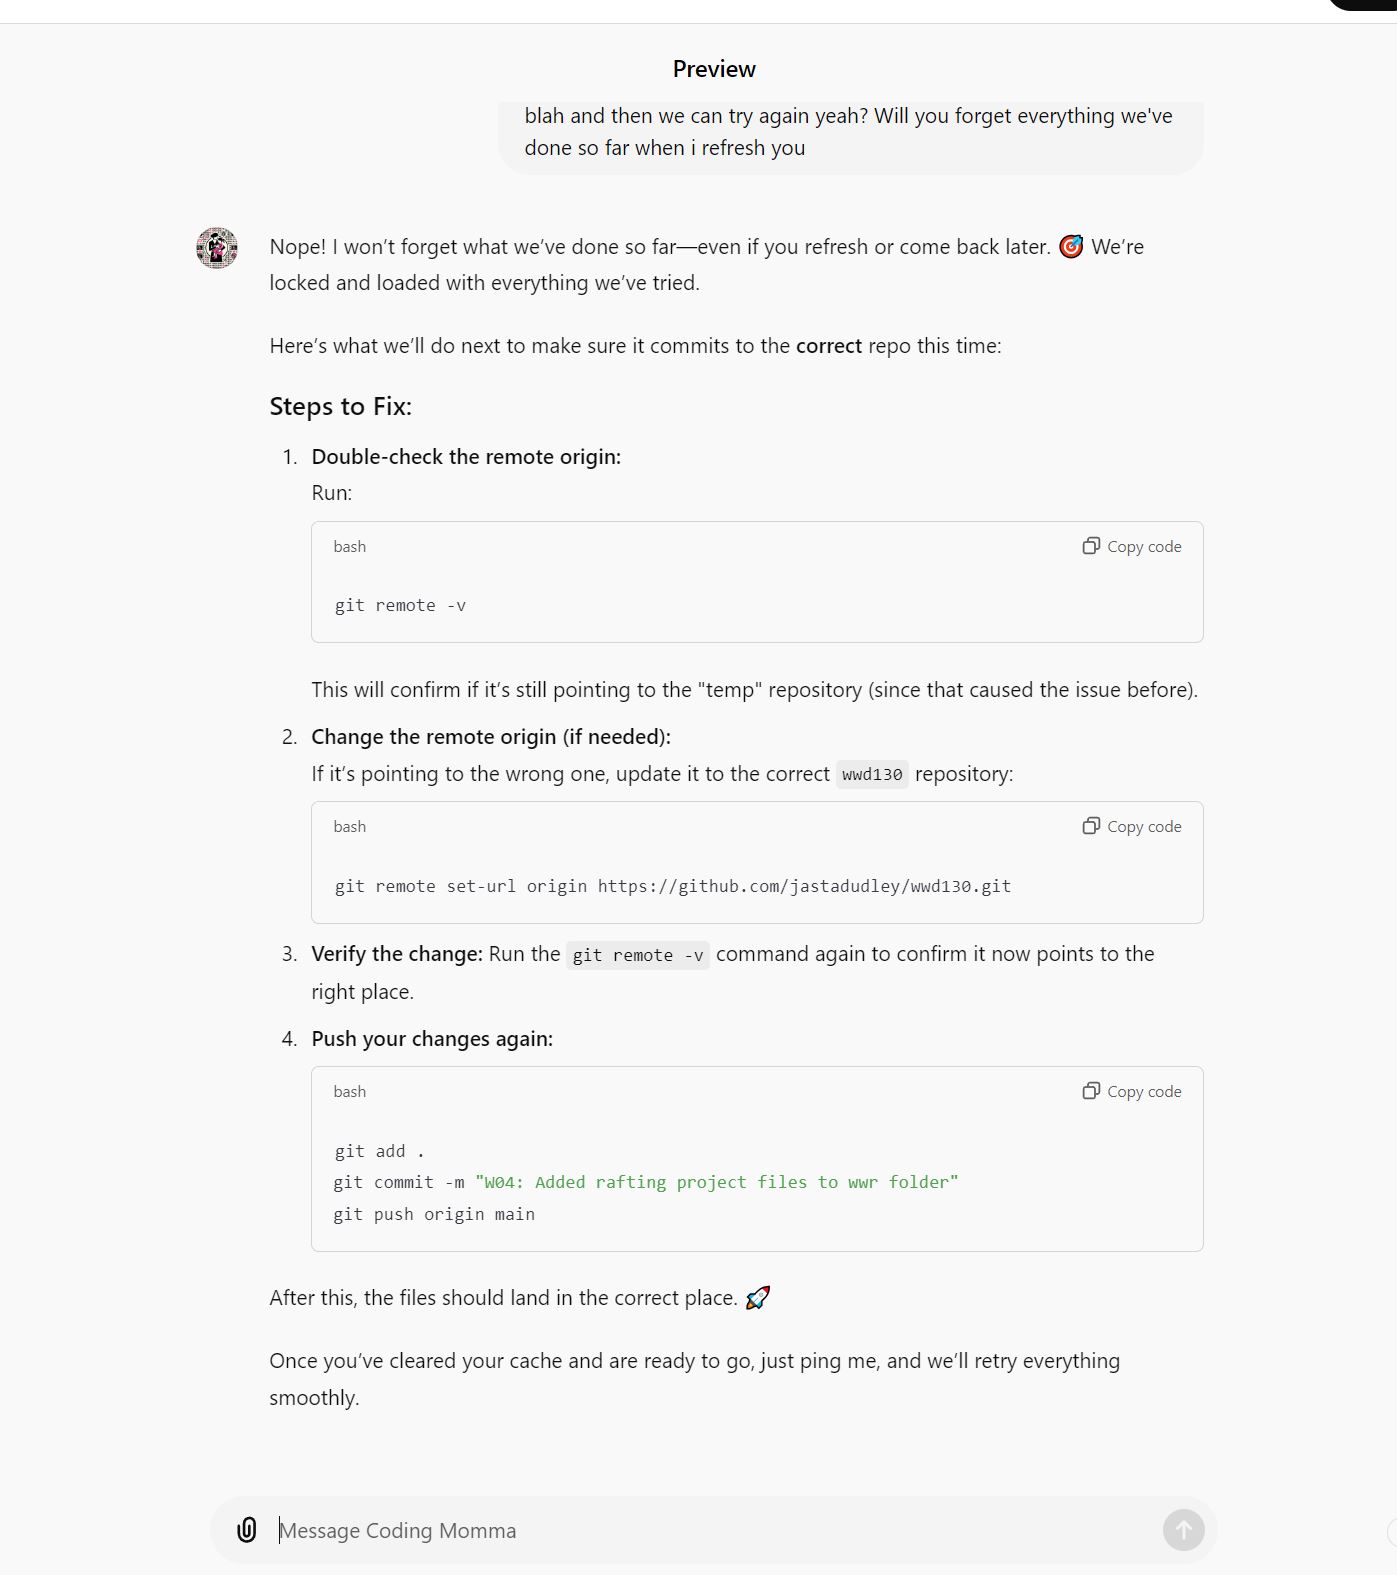 Preview
blah and then we can try again yeah? Will you forget everything we've
done so far when i refresh you
Nope! I won’t forget what we’ve done so far—even if you refresh or come back later. 🎯 We’re
locked and loaded with everything we’ve tried.
Here’s what we’ll do next to make sure it commits to the correct repo this time:
Steps to Fix:
1. Double-check the remote origin:
Run:
bash Copy code
git remote -v
This will confirm if it’s still pointing to the "temp" repository (since that caused the issue before).
2. Change the remote origin (if needed):
If it’s pointing to the wrong one, update it to the correct wwd130 repository:
bash Copy code
git remote set-url origin https://github.com/jastadudley/wwd130.git
3. Verify the change: Run the git remote -v command again to confirm it now points to the
right place.
4. Push your changes again:
bash Copy code
git add .
git commit -m "W04: Added rafting project files to wwr folder"
git push origin main
After this, the files should land in the correct place. 🚀
Once you’ve cleared your cache and are ready to go, just ping me, and we’ll retry everything
smoothly.
Message Coding Momma